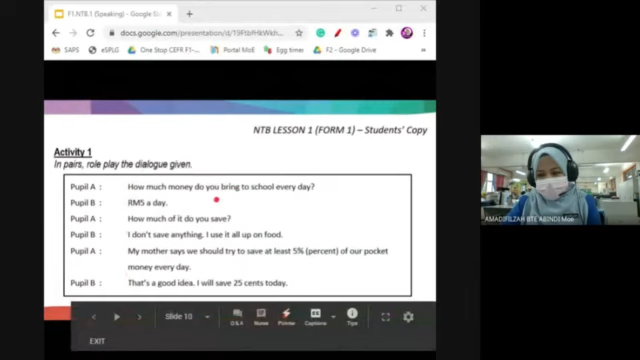 F1.NTB.1 (Speaking) - Google Sli
docs.google.com/presentation/d/19FtbfHkWkh...
SAPS
eSPLG
One Stop CEFR F1
Portal MoE
Egg timer
F2 - Google Drive
NTB LESSON 1 (FORM 1) – Students' Copy
Activity 1
In pairs, role play the dialogue given.
Pupil A : How much money do you bring to school every day?
Pupil B : RM5 a day.
Pupil A : How much of it do you save?
Pupil B : I don't save anything. I use it all up on food.
Pupil A : My mother says we should try to save at least 5% (percent) of our pocket
money every day.
Pupil B : That's a good idea. I will save 25 cents today.
Slide 10
Q & A
Notes
Pointer
Captions
Tips
EXIT